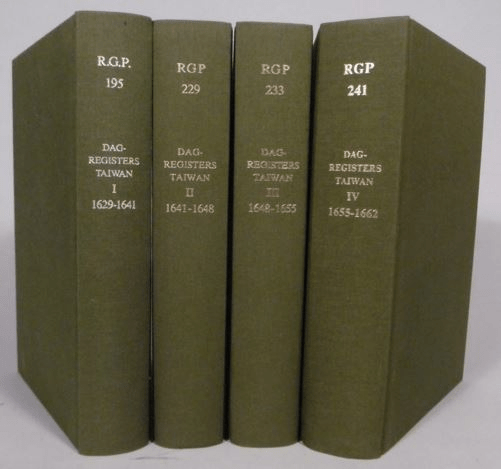 R.G.P.
195
DAG-
REGISTERS
TAIWAN
I
1629-1641
RGP
229
DAG-
REGISTERS
TAIWAN
II
1641-1648
RGP
233
DAG-
REGISTERS
TAIWAN
III
1648-1655
RGP
241
DAG-
REGISTERS
TAIWAN
IV
1655-1662